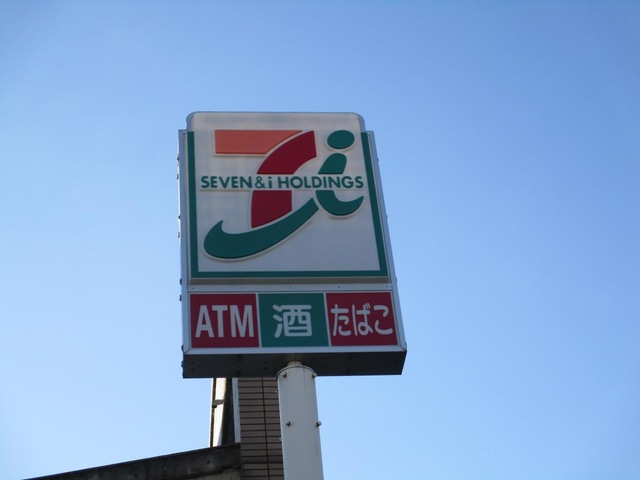 SEVEN & i HOLDINGS
ATM 酒 たばこ